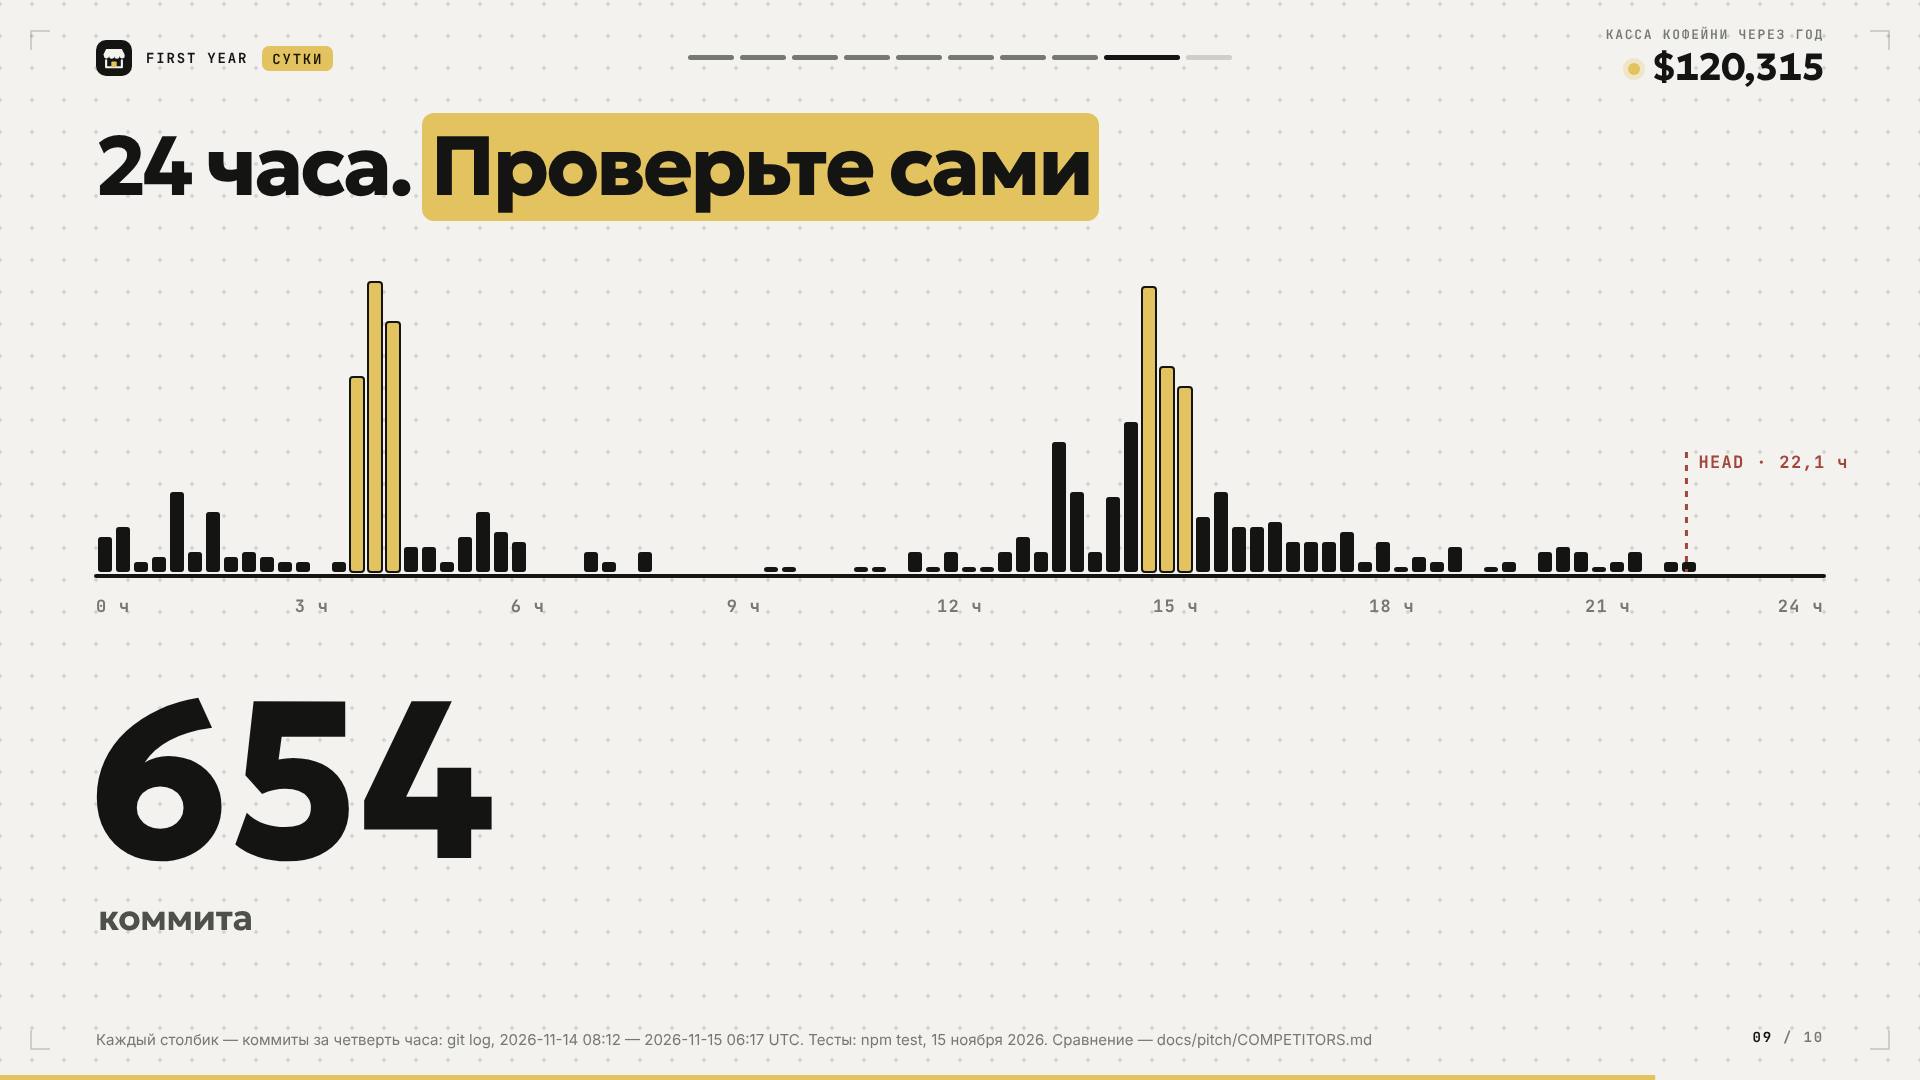 FIRST YEAR СУТКИ
КАССА КОФЕЙНИ ЧЕРЕЗ ГОД
$120,315
24 часа. Проверьте сами
HEAD · 22,1 ч
0 ч 3 ч 6 ч 9 ч 12 ч 15 ч 18 ч 21 ч 24 ч
654
коммита
Каждый столбик — коммиты за четверть часа: git log, 2026-11-14 08:12 — 2026-11-15 06:17 UTC. Тесты: npm test, 15 ноября 2026. Сравнение — docs/pitch/COMPETITORS.md
09 / 10